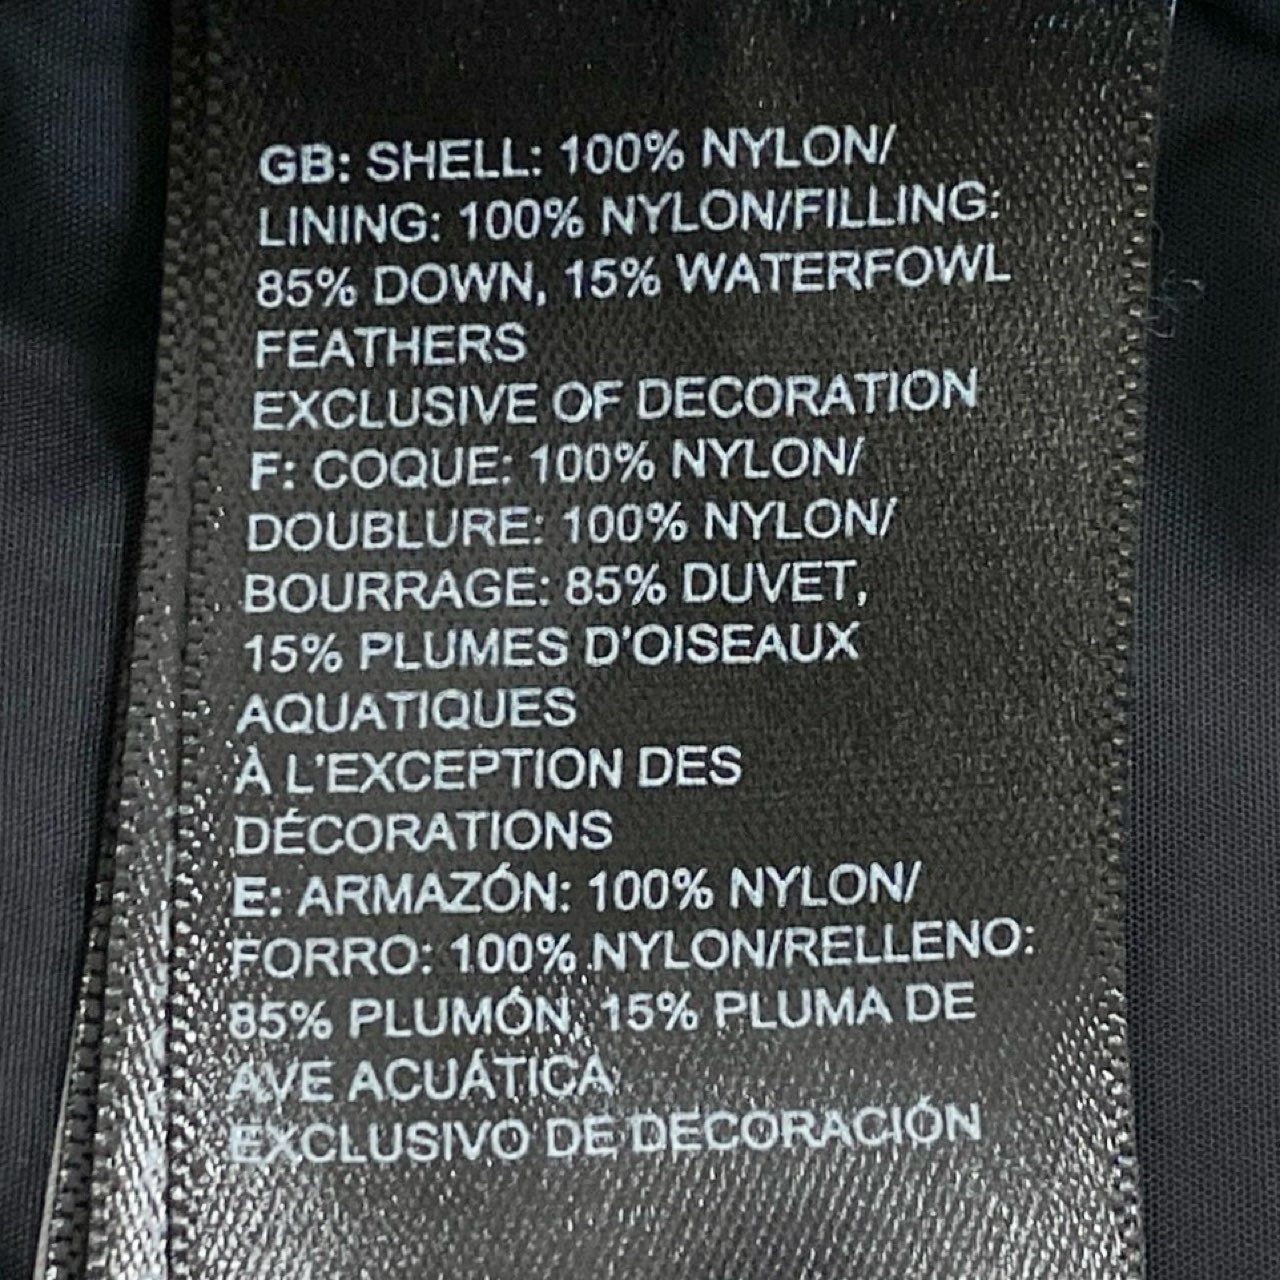 GB: SHELL: 100% NYLON/
LINING: 100% NYLON/FILLING:
85% DOWN, 15% WATERFOWL
FEATHERS
EXCLUSIVE OF DECORATION
F: COQUE: 100% NYLON/
DOUBLURE: 100% NYLON/
BOURRAGE: 85% DUVET,
15% PLUMES D'OISEAUX
AQUATIQUES
À L'EXCEPTION DES
DÉCORATIONS
E: ARMAZÓN: 100% NYLON/
FORRO: 100% NYLON/RELLENO:
85% PLUMÓN, 15% PLUMA DE
AVE ACUÁTICA
EXCLUSIVO DE DECORACIÓN